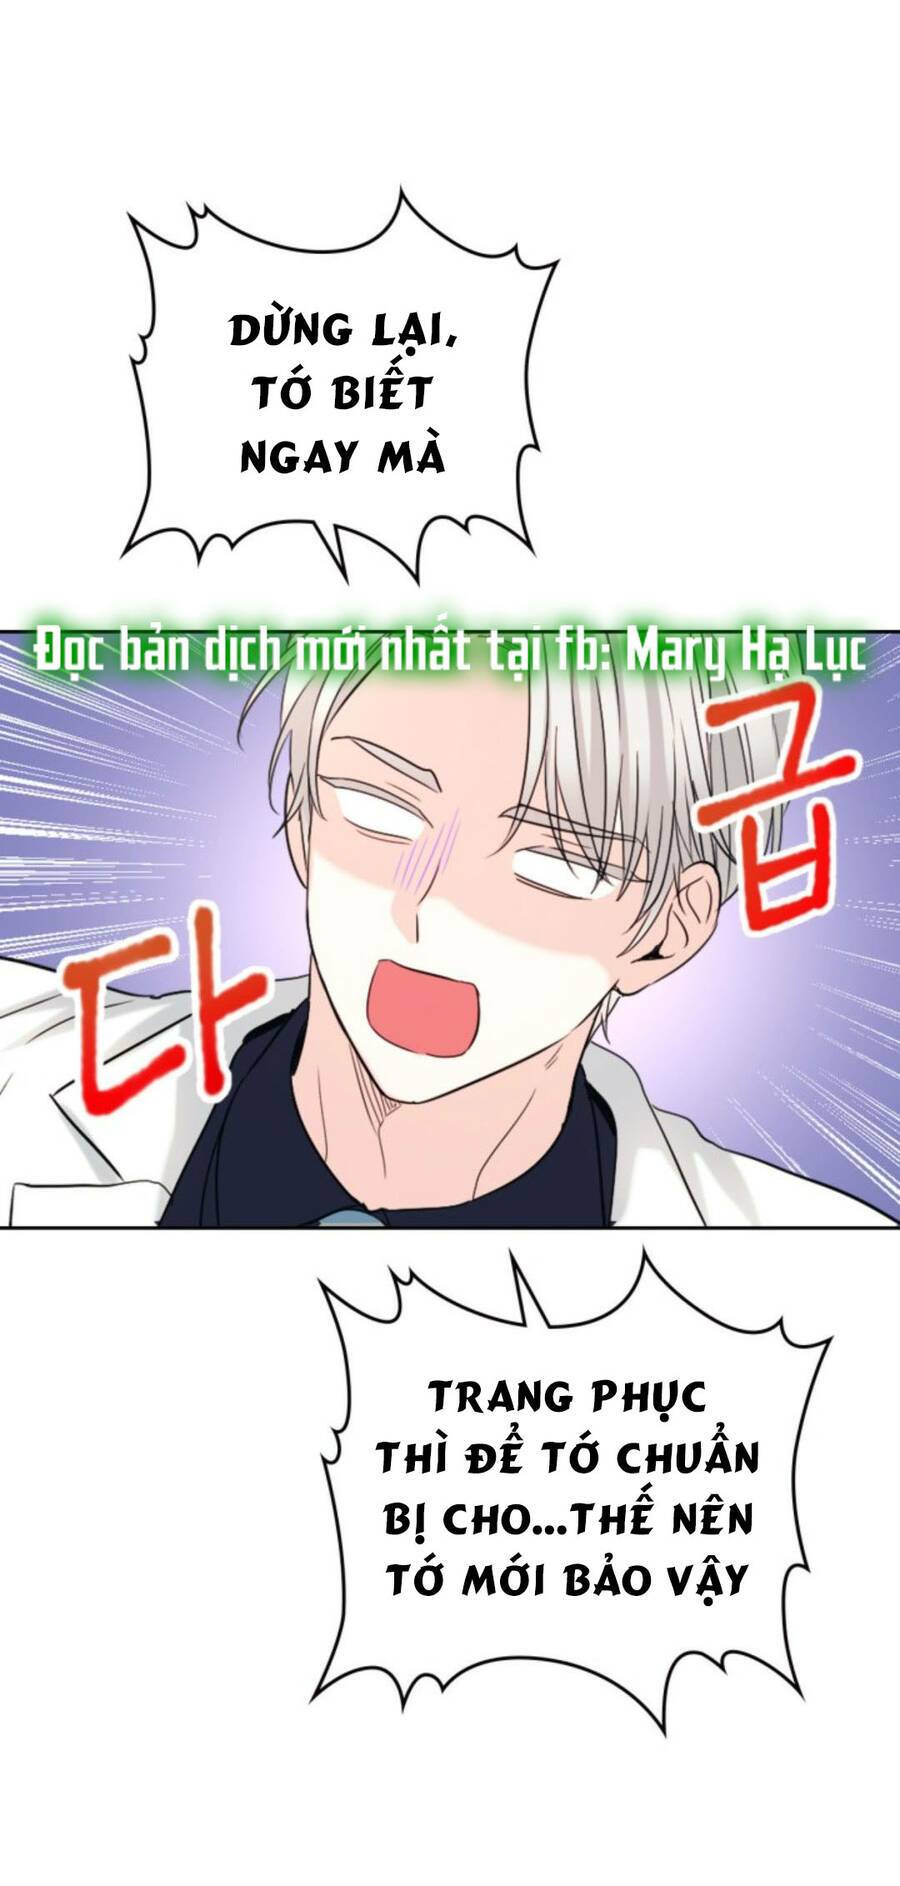 DỪNG LẠI,
TỚ BIẾT
NGAY MÀ
Đọc bản dịch mới nhất tại fb: Mary Hạ Lục
다
급
TRANG PHỤC
THÌ ĐỂ TỚ CHUẨN
BỊ CHO...THẾ NÊN
TỚ MỚI BẢO VẬY